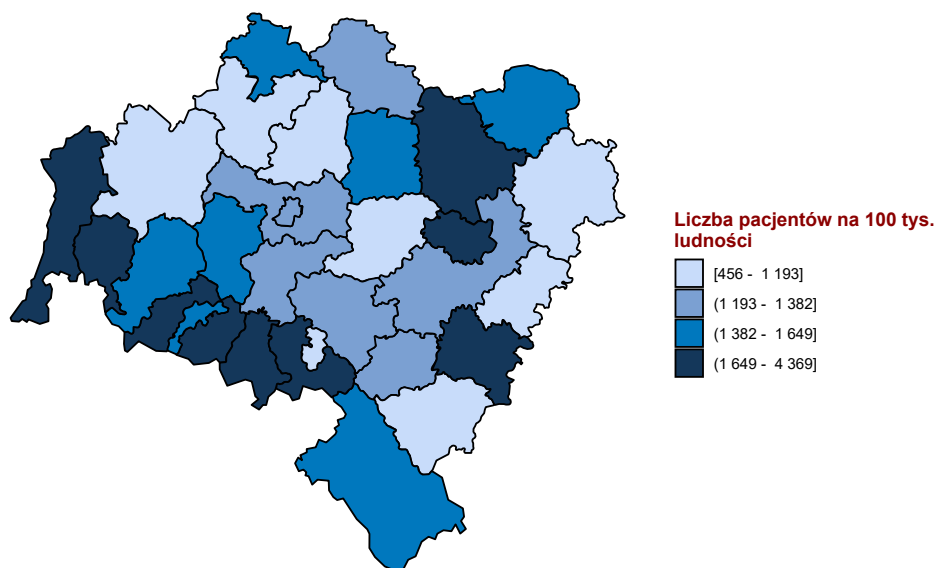 Liczba pacjentów na 100 tys.
ludności
[456 - 1 193]
(1 193 - 1 382]
(1 382 - 1 649]
(1 649 - 4 369]